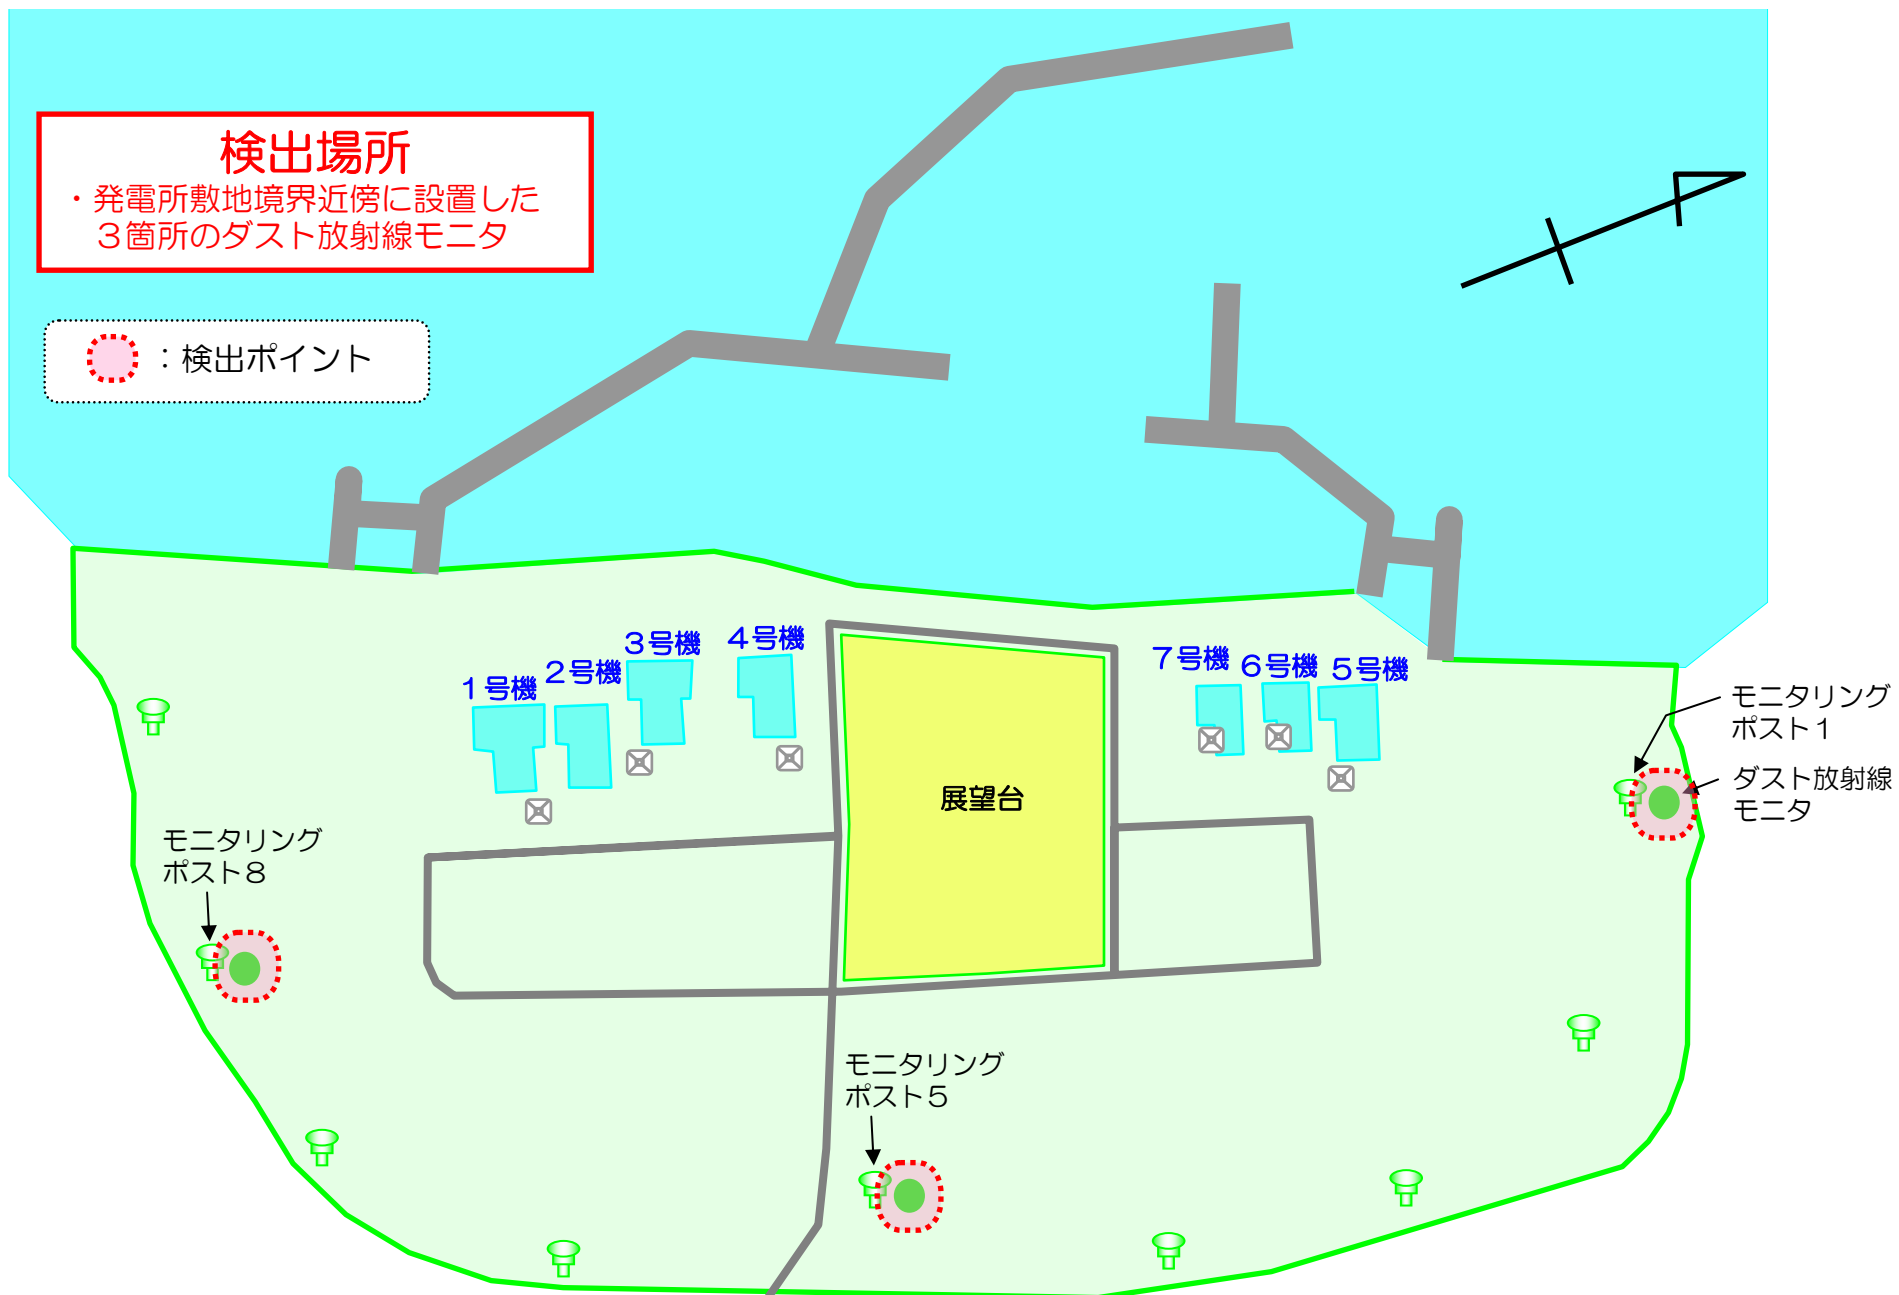 検出場所
・発電所敷地境界近傍に設置した
３箇所のダスト放射線モニタ
：検出ポイント
１号機
２号機
３号機
４号機
７号機
６号機
５号機
展望台
モニタリング
ポスト１
ダスト放射線
モニタ
モニタリング
ポスト８
モニタリング
ポスト５